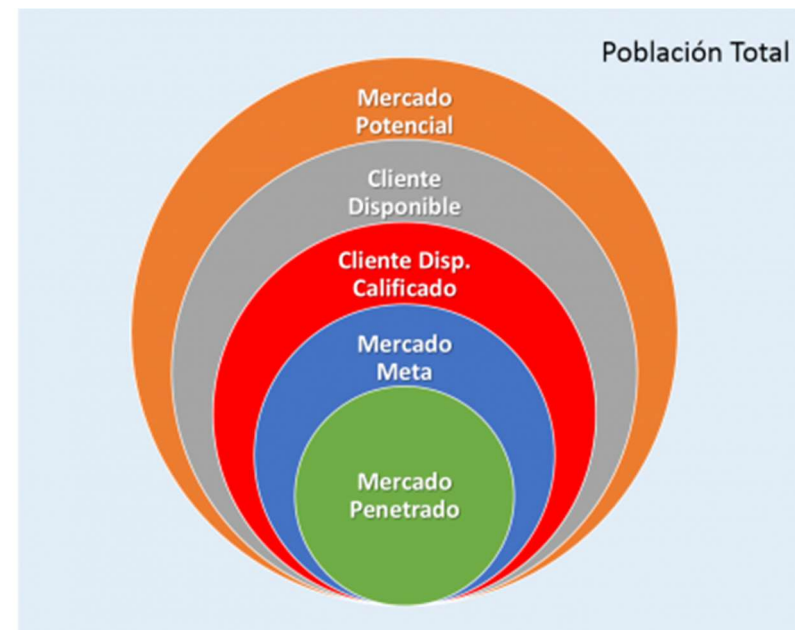 Población Total
Mercado
Potencial
Cliente
Disponible
Cliente Disp.
Calificado
Mercado
Meta
Mercado
Penetrado